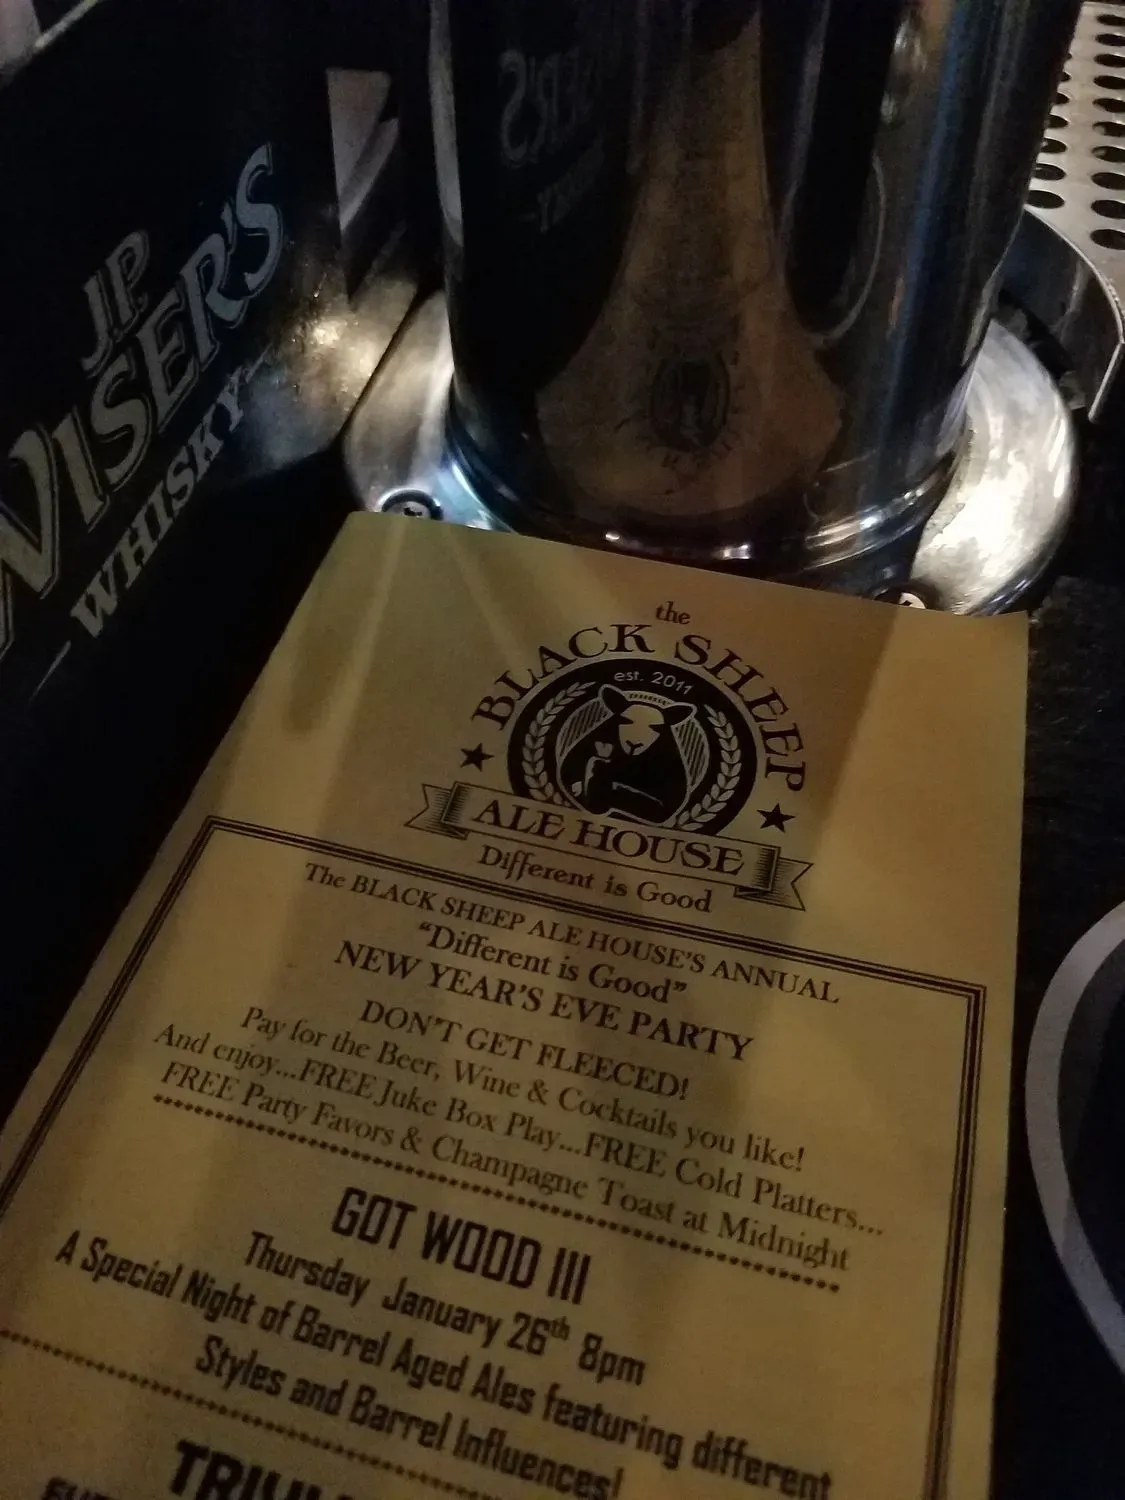 J.P.
WISER'S
WHISKY
the
BLACK SHEEP
est. 2011
ALE HOUSE
Different is Good
The BLACK SHEEP ALE HOUSE'S ANNUAL
"Different is Good"
NEW YEAR'S EVE PARTY
DON'T GET FLEECED!
Pay for the Beer, Wine & Cocktails you like!
And enjoy...FREE Juke Box Play...FREE Cold Platters...
FREE Party Favors & Champagne Toast at Midnight
GOT WOOD III
Thursday January 26th 8pm
A Special Night of Barrel Aged Ales featuring different
Styles and Barrel Influences!